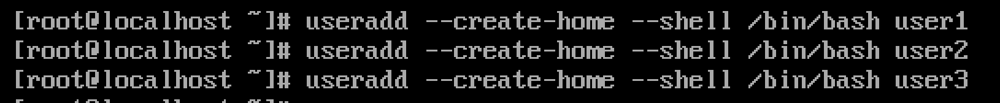 [root@localhost ~]# useradd --create-home --shell /bin/bash user1
[root@localhost ~]# useradd --create-home --shell /bin/bash user2
[root@localhost ~]# useradd --create-home --shell /bin/bash user3